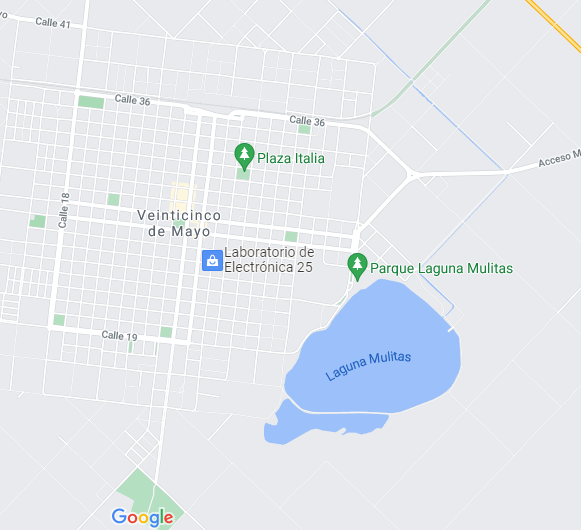 Calle 41
Calle 36
Calle 36
Plaza Italia
Acceso M
Calle 18
Veinticinco
de Mayo
Laboratorio de
Electrónica 25
Parque Laguna Mulitas
Calle 19
Laguna Mulitas
Google